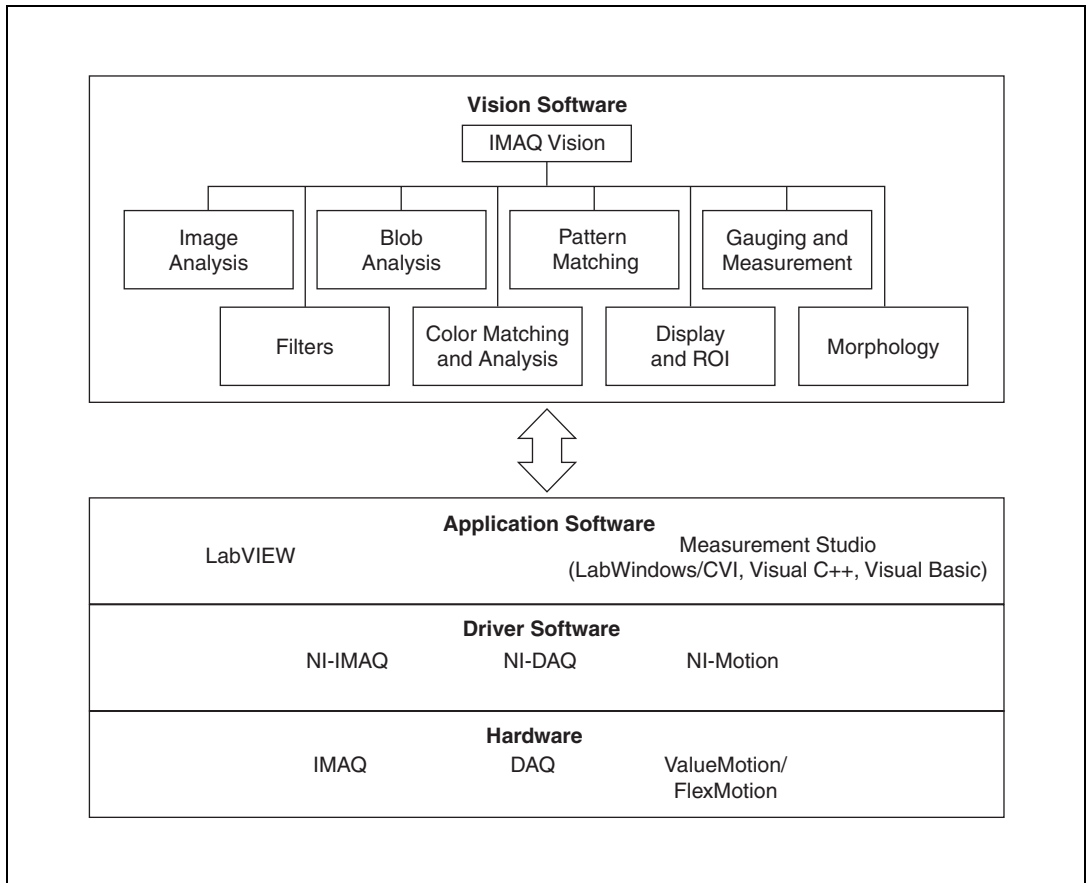 Vision Software
IMAQ Vision
Image
Analysis
Blob
Analysis
Pattern
Matching
Gauging and
Measurement
Filters
Color Matching
and Analysis
Display
and ROI
Morphology
Application Software
LabVIEW
Measurement Studio
(LabWindows/CVI, Visual C++, Visual Basic)
Driver Software
NI-IMAQ
NI-DAQ
NI-Motion
Hardware
IMAQ
DAQ
ValueMotion/
FlexMotion